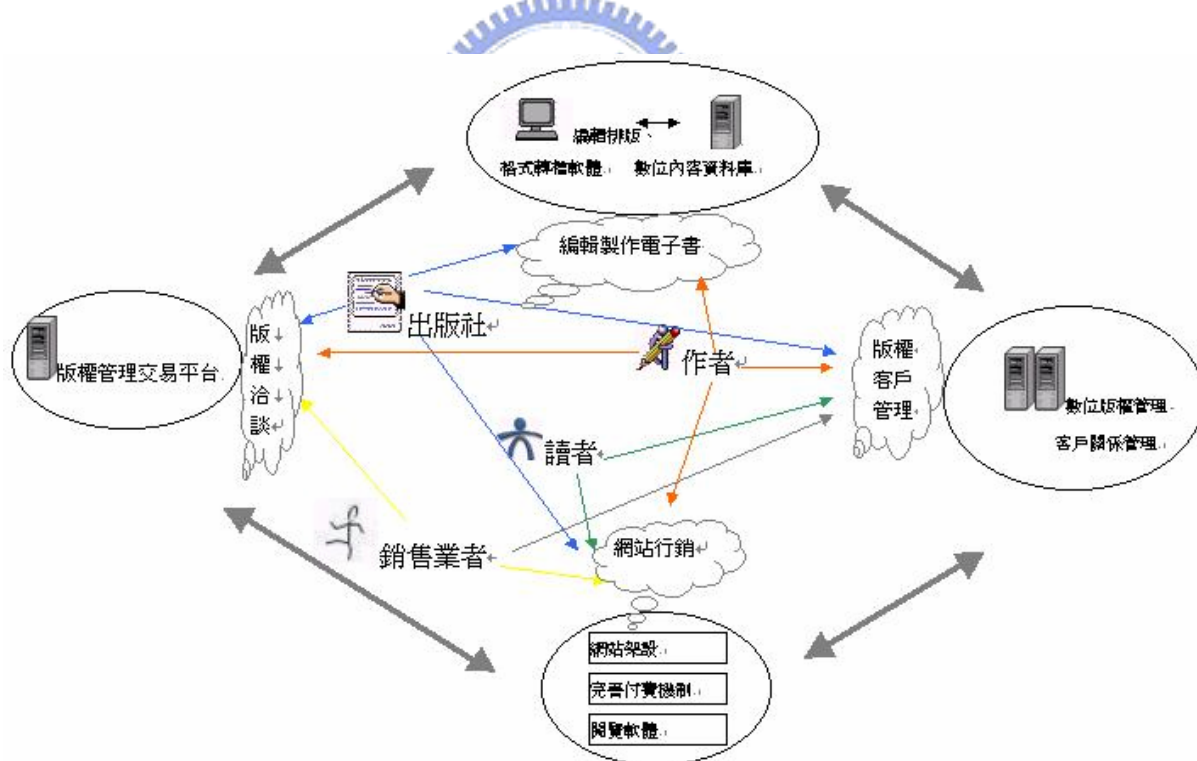 編輯排版、
格式轉檔軟體
數位內容資料庫
編輯製作電子書
出版社
版
權
洽
談
版權管理交易平台
作者
版權
客戶
管理
數位版權管理
客戶關係管理
讀者
銷售業者
網站行銷
網站架設
完善付費機制
閱覽軟體